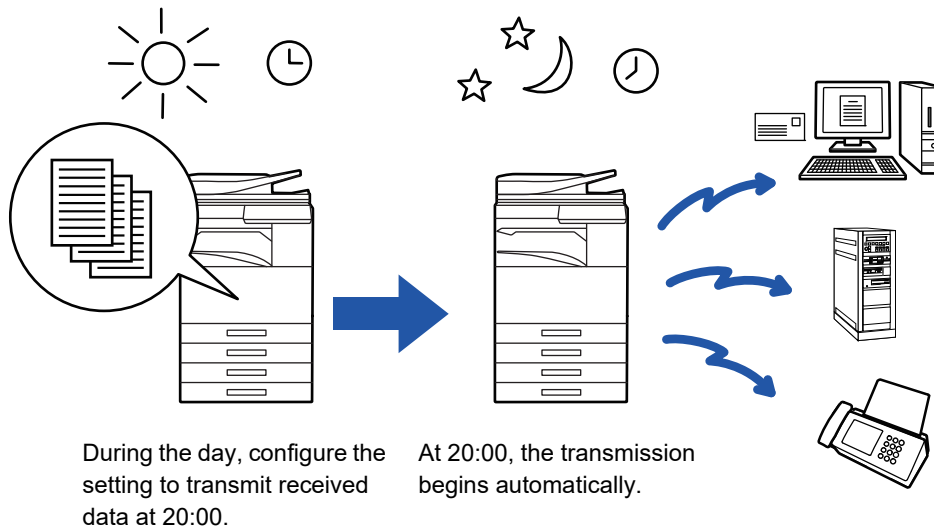 During the day, configure the
setting to transmit received
data at 20:00.
At 20:00, the transmission
begins automatically.